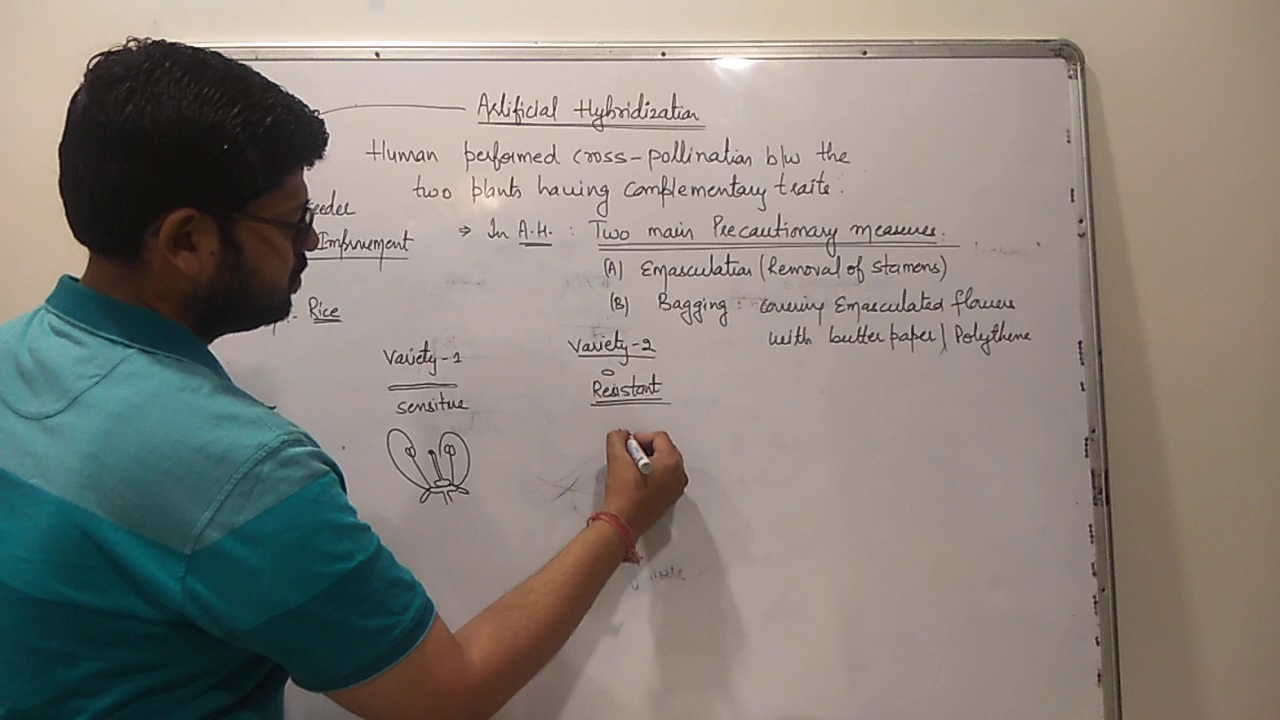 Artificial Hybridization
Human performed cross-pollination b/w the
two plants having complementary traits.
eeder
Improvement
⇒ In A.H. : Two main Precautionary measures.
(A) Emasculation (Removal of stamens)
(B) Bagging : covering Emasculated flowers
with butter paper / Polythene
Rice
Variety-1
sensitive
Variety-2
Resistant